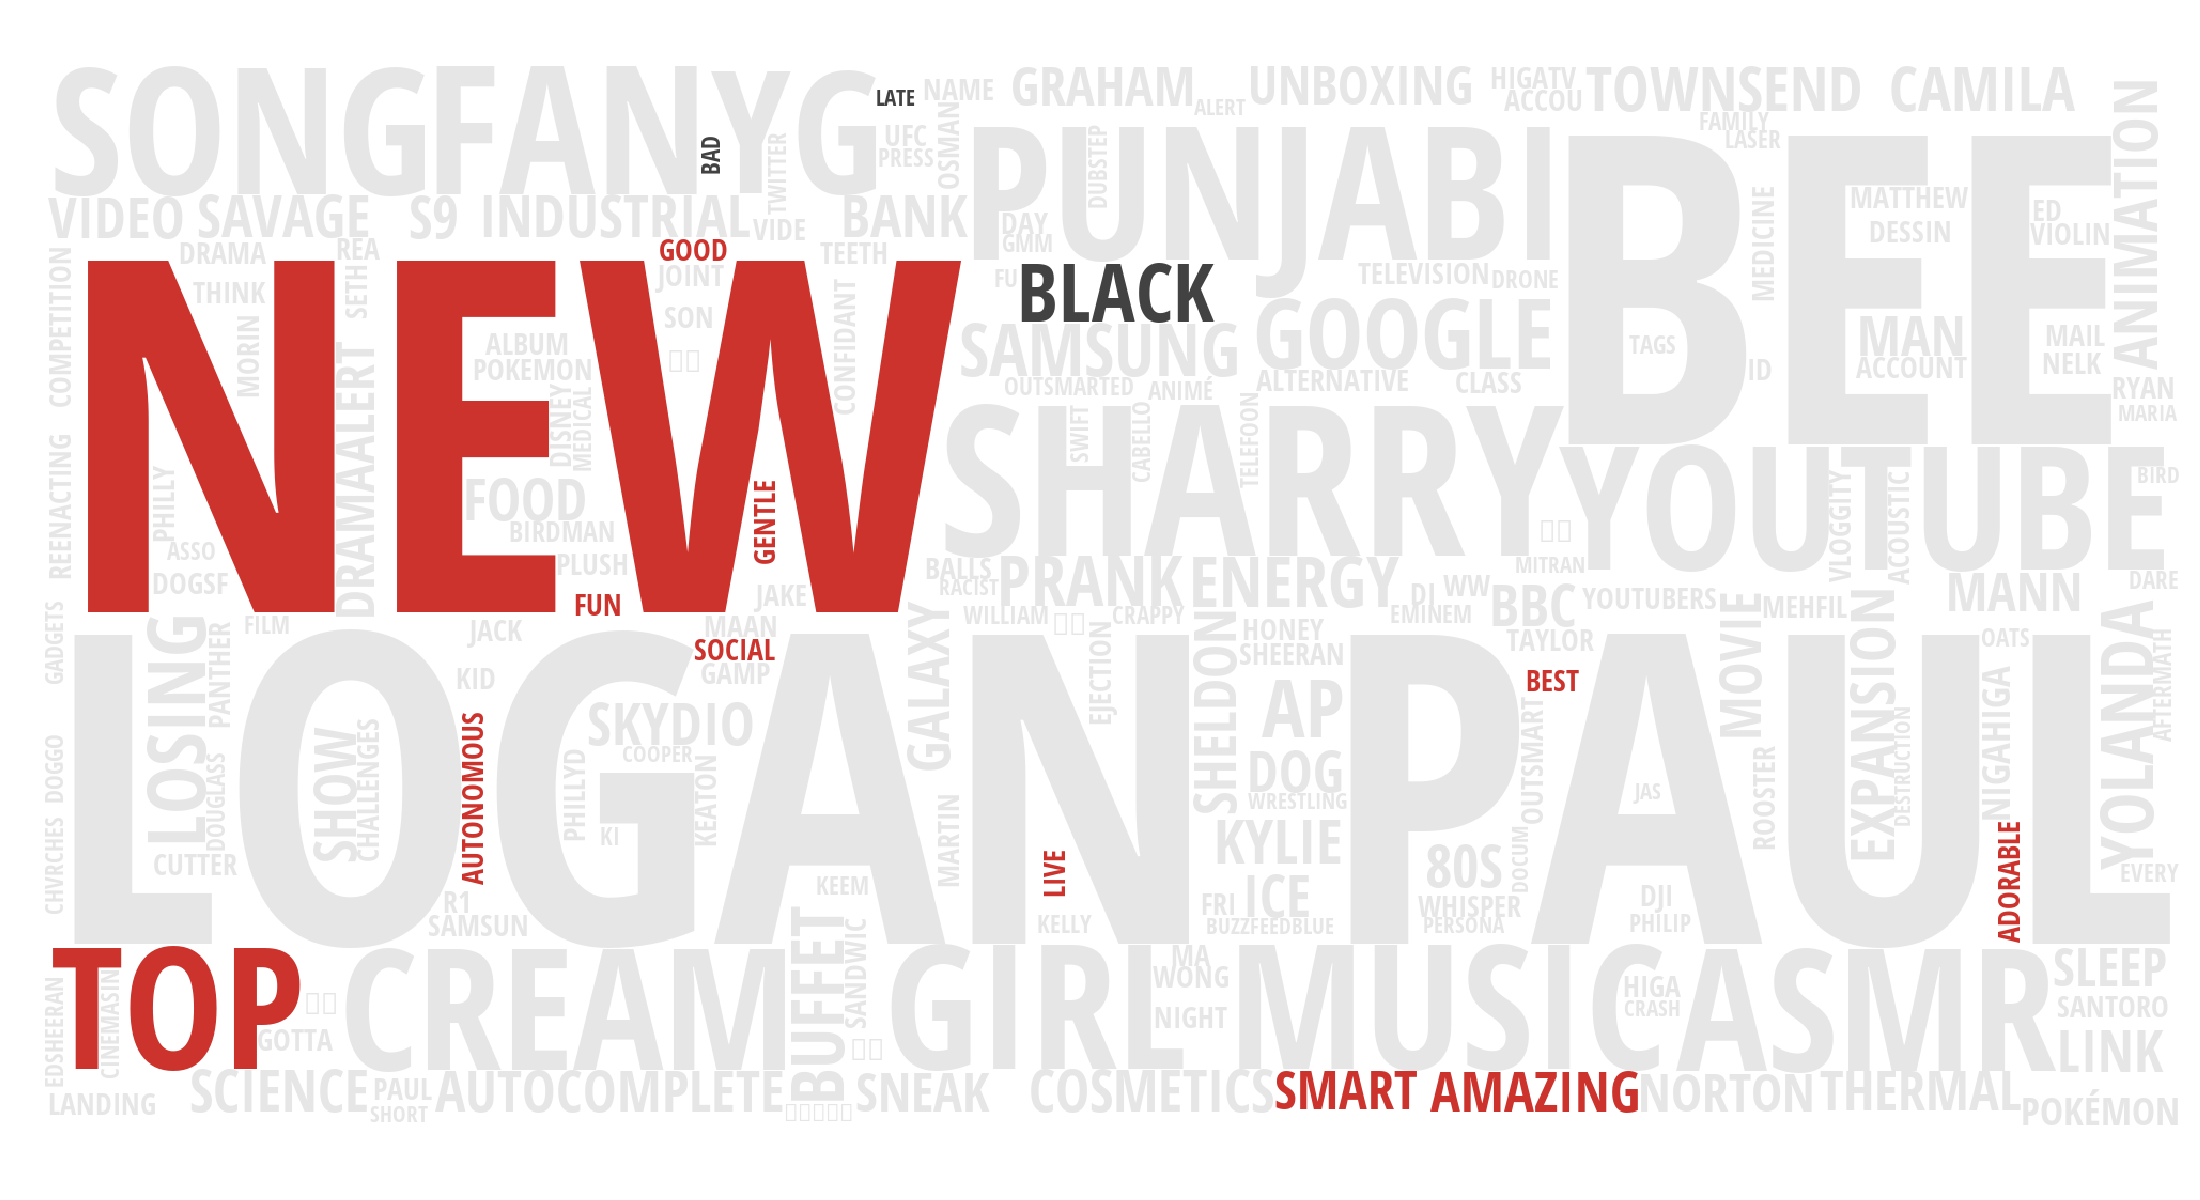 SONG
FAN
YG
LATE
NAME
GRAHAM
ALERT
UNBOXING
HIGATV
ACCOU
TOWNSEND
CAMILA
ANIMATION
BAD
TWITTER
UFC
PRESS
OSMAN
PUNJABI
DUBSTEP
FAMILY
LASER
BEE
VIDEO
SAVAGE
S9
INDUSTRIAL
VIDE
BANK
DAY
GMM
MEDICINE
MATTHEW
DESSIN
ED
VIOLIN
COMPETITION
DRAMA
REA
GOOD
TEETH
THINK
SETH
JOINT
FU
BLACK
TELEVISION
DRONE
NEW
MORIN
SON
CONFIDANT
SAMSUNG
GOOGLE
TAGS
MAN
MAIL
ALBUM
POKEMON
DRAMAALERT
OUTSMARTED
ANIMÉ
ALTERNATIVE
CLASS
ID
ACCOUNT
NELK
RYAN
MARIA
DISNEY
MEDICAL
SHARRY
SWIFT
CABELLO
TELEFOON
YOUTUBE
REENACTING
PHILLY
FOOD
GENTLE
VLOGGITY
ACOUSTIC
BIRD
BIRDMAN
ASSO
DOGSF
PLUSH
BALLS
RACIST
PRANK
ENERGY
DI
WW
MITRAN
BBC
YOUTUBERS
MEHFIL
MANN
DARE
GADGETS
FUN
JAKE
WILLIAM
CRAPPY
EMINEM
LOSING
PANTHER
FILM
JACK
MAAN
SOCIAL
GAMP
GALAXY
EJECTION
SHELDON
HONEY
SHEERAN
TAYLOR
MOVIE
EXPANSION
OATS
YOLANDA
AFTERMATH
LOGAN PAUL
KID
BEST
AP
OUTSMART
NIGAHIGA
DOGGO
DOUGLASS
SHOW
CHALLENGES
AUTONOMOUS
SKYDIO
COOPER
PHILLYD
KEATON
DOG
WRESTLING
JAS
ROOSTER
DESTRUCTION
CHVRCHES
CUTTER
KI
MARTIN
LIVE
KYLIE
80S
DOCUM
ADORABLE
EVERY
R1
SAMSUN
KEEM
KELLY
FRI
ICE
BUZZFEEDBLUE
WHISPER
PERSONA
DJI
PHILIP
TOP
CREAM
BUFFET
SANDWIC
GIRL
MA
WONG
MUSIC
ASMR
SLEEP
EDSHEERAN
CINEMASIN
GOTTA
NIGHT
HIGA
CRASH
SANTORO
LINK
LANDING
SCIENCE
PAUL
SHORT
AUTOCOMPLETE
SNEAK
COSMETICS
SMART
AMAZING
NORTON
THERMAL
POKÉMON